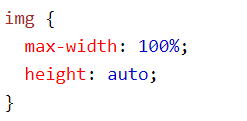 img {
  max-width: 100%;
  height: auto;
}